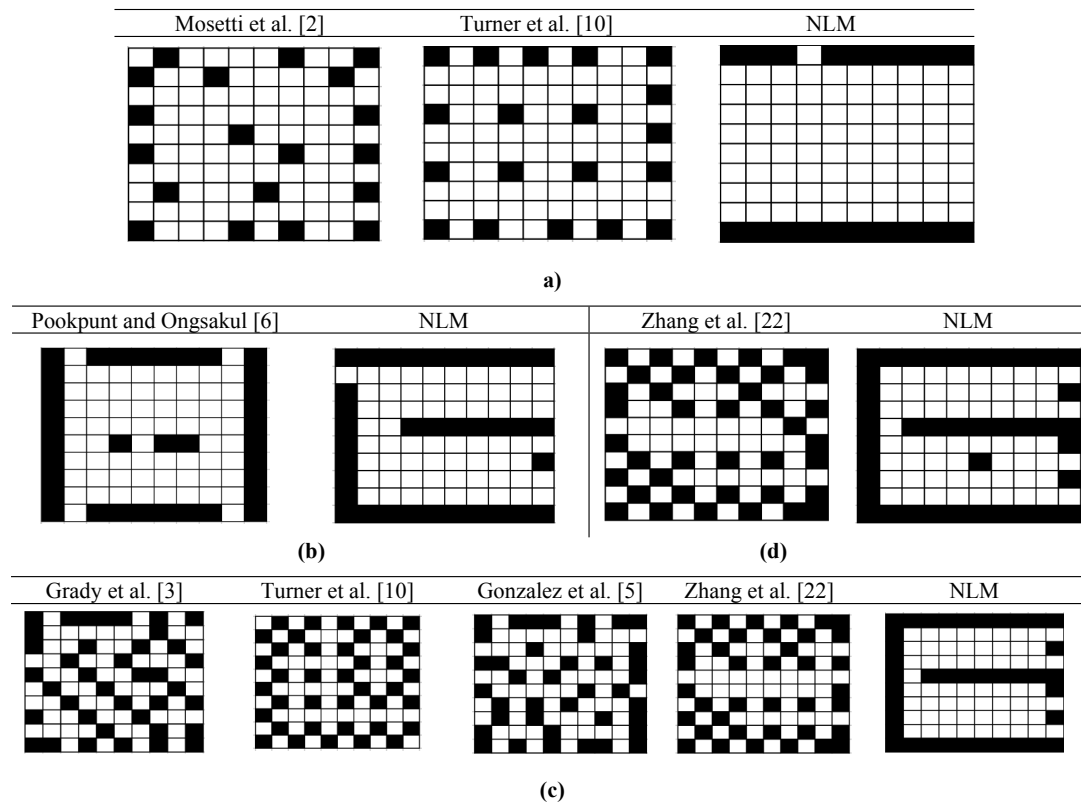 Mosetti et al. [2] Turner et al. [10] NLM
a)
Pookpunt and Ongsakul [6] NLM Zhang et al. [22] NLM
(b) (d)
Grady et al. [3] Turner et al. [10] Gonzalez et al. [5] Zhang et al. [22] NLM
(c)